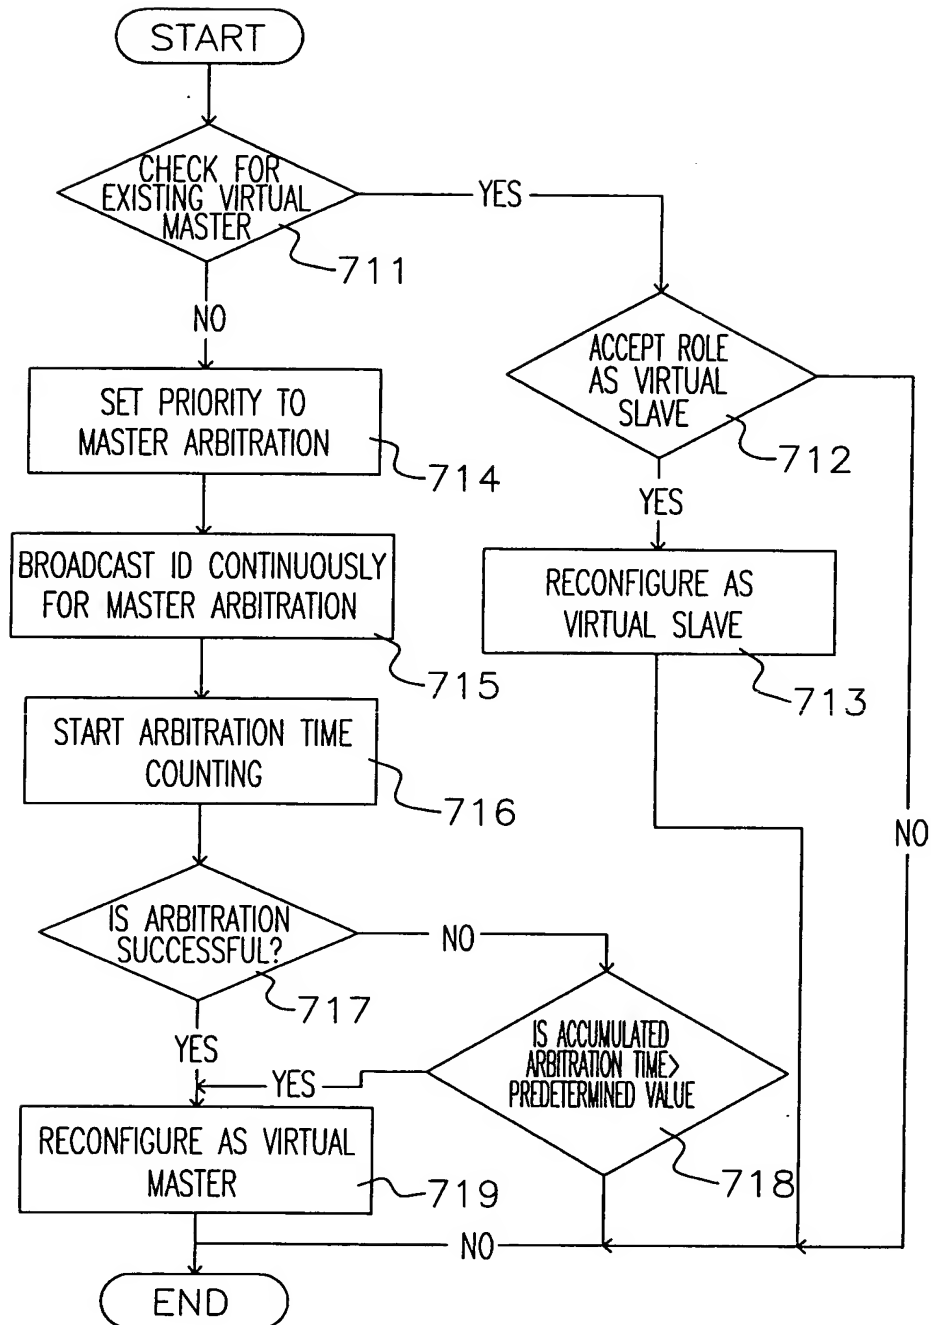 START
CHECK FOR
EXISTING VIRTUAL
MASTER
711
YES
NO
ACCEPT ROLE
AS VIRTUAL
SLAVE
712
SET PRIORITY TO
MASTER ARBITRATION
714
YES
BROADCAST ID CONTINUOUSLY
FOR MASTER ARBITRATION
715
RECONFIGURE AS
VIRTUAL SLAVE
713
START ARBITRATION TIME
COUNTING
716
NO
IS ARBITRATION
SUCCESSFUL?
717
NO
YES
IS ACCUMULATED
ARBITRATION TIME>
PREDETERMINED VALUE
718
YES
RECONFIGURE AS VIRTUAL
MASTER
719
NO
END